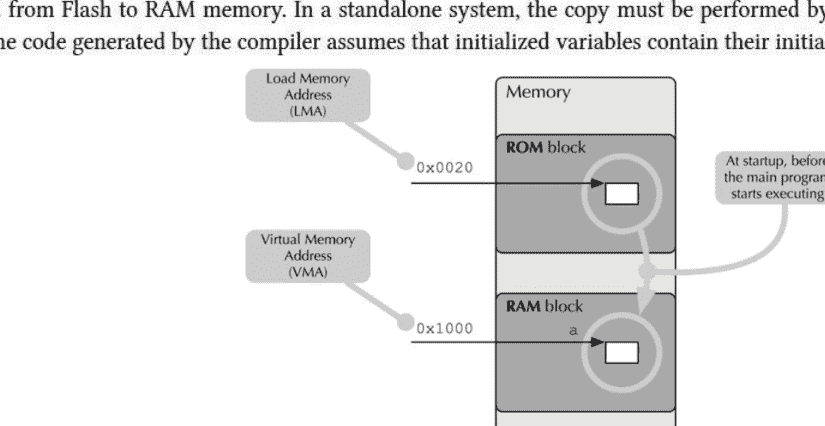 from Flash to RAM memory. In a standalone system, the copy must be performed by
code generated by the compiler assumes that initialized variables contain their
Load Memory
Address
(LMA)
Memory
ROM block
0x0020
At startup, before
the main program
starts executing
Virtual Memory
Address
(VMA)
RAM block
a
0x1000